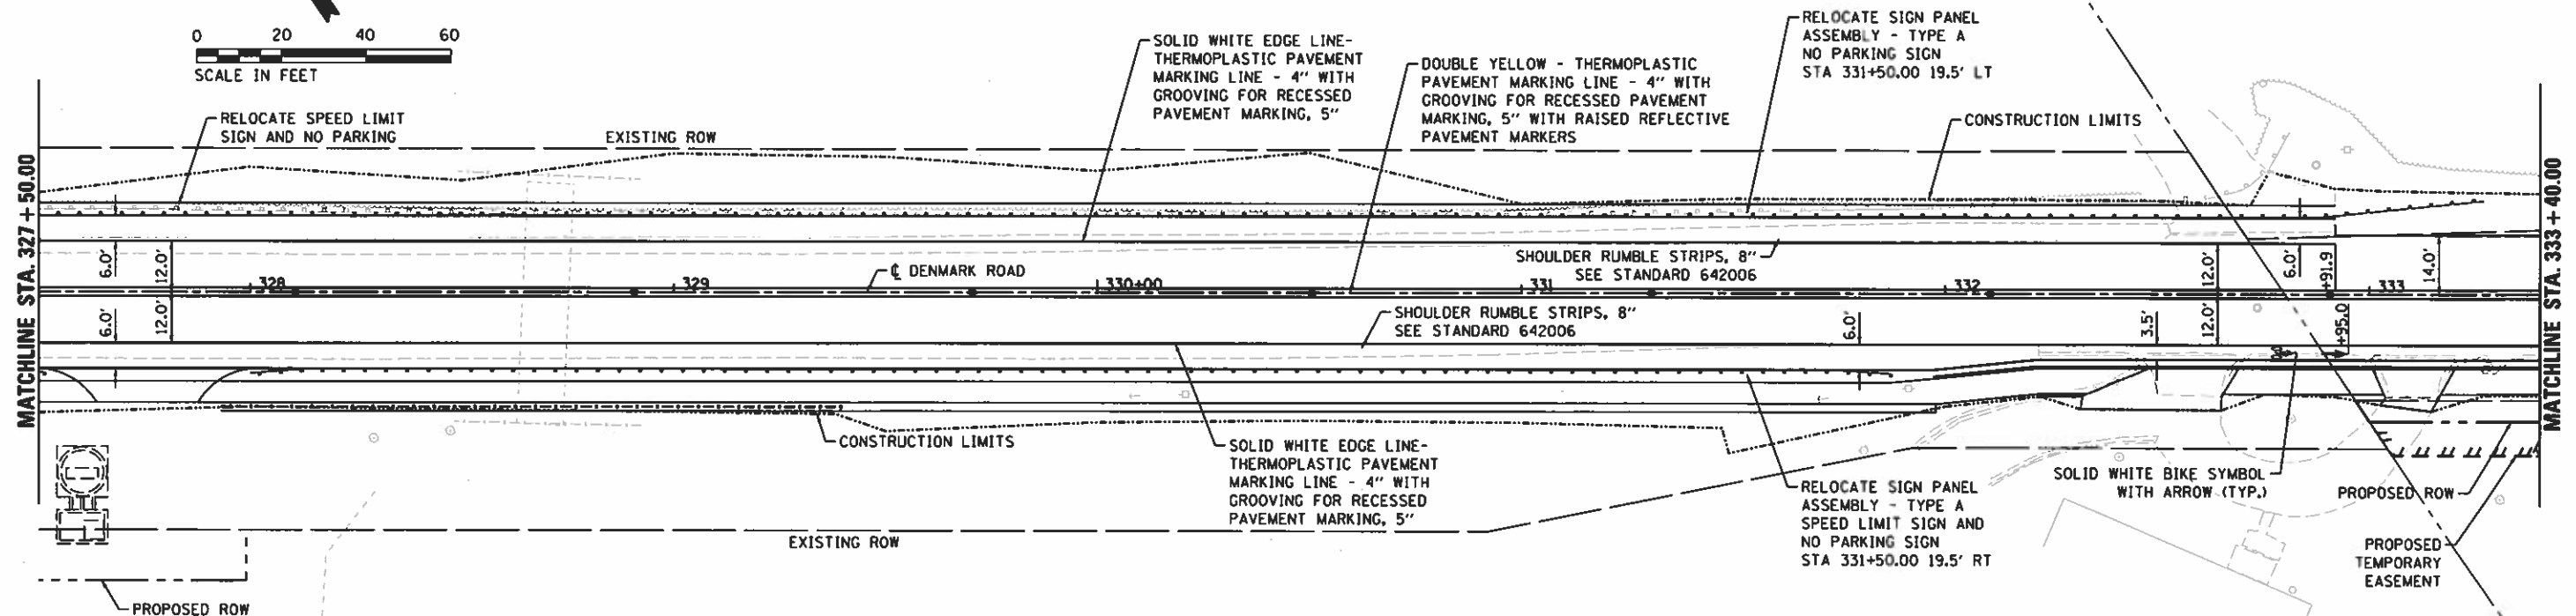 0 20 40 60
SCALE IN FEET
RELOCATE SPEED LIMIT
SIGN AND NO PARKING
EXISTING ROW
SOLID WHITE EDGE LINE-
THERMOPLASTIC PAVEMENT
MARKING LINE - 4" WITH
GROOVING FOR RECESSED
PAVEMENT MARKING, 5"
DOUBLE YELLOW - THERMOPLASTIC
PAVEMENT MARKING LINE - 4" WITH
GROOVING FOR RECESSED PAVEMENT
MARKING, 5" WITH RAISED REFLECTIVE
PAVEMENT MARKERS
RELOCATE SIGN PANEL
ASSEMBLY - TYPE A
NO PARKING SIGN
STA 331+50.00 19.5' LT
CONSTRUCTION LIMITS
MATCHLINE STA. 327+50.00
MATCHLINE STA. 333+40.00
6.0'
12.0'
6.0'
12.0'
328
329
℄ DENMARK ROAD
330+00
331
332
333
SHOULDER RUMBLE STRIPS, 8"
SEE STANDARD 642006
SHOULDER RUMBLE STRIPS, 8"
SEE STANDARD 642006
12.0'
6.0'
+91.9
14.0'
6.0'
3.5'
12.0'
+95.0
CONSTRUCTION LIMITS
SOLID WHITE EDGE LINE-
THERMOPLASTIC PAVEMENT
MARKING LINE - 4" WITH
GROOVING FOR RECESSED
PAVEMENT MARKING, 5"
RELOCATE SIGN PANEL
ASSEMBLY - TYPE A
SPEED LIMIT SIGN AND
NO PARKING SIGN
STA 331+50.00 19.5' RT
SOLID WHITE BIKE SYMBOL
WITH ARROW (TYP.)
PROPOSED ROW
PROPOSED
TEMPORARY
EASEMENT
EXISTING ROW
PROPOSED ROW